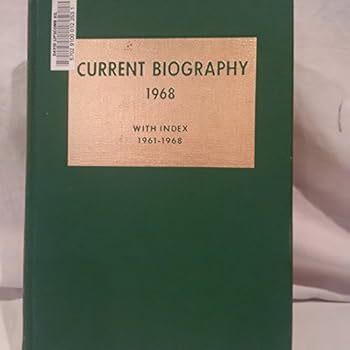 CURRENT BIOGRAPHY
1968
WITH INDEX
1961-1968